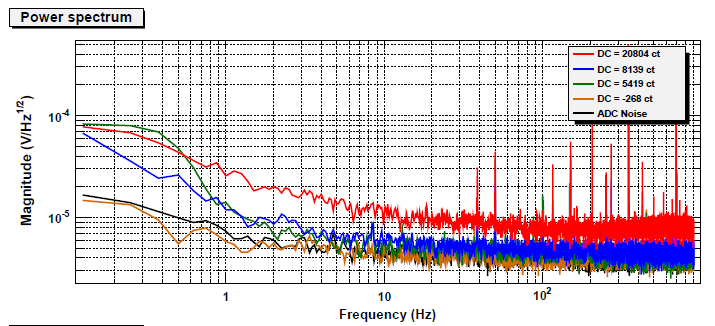 Power spectrum
DC = 20804 ct
DC = 8139 ct
DC = 5419 ct
DC = -268 ct
ADC Noise
Magnitude (V/Hz^1/2)
10^-4
10^-5
1
10
10^2
Frequency (Hz)